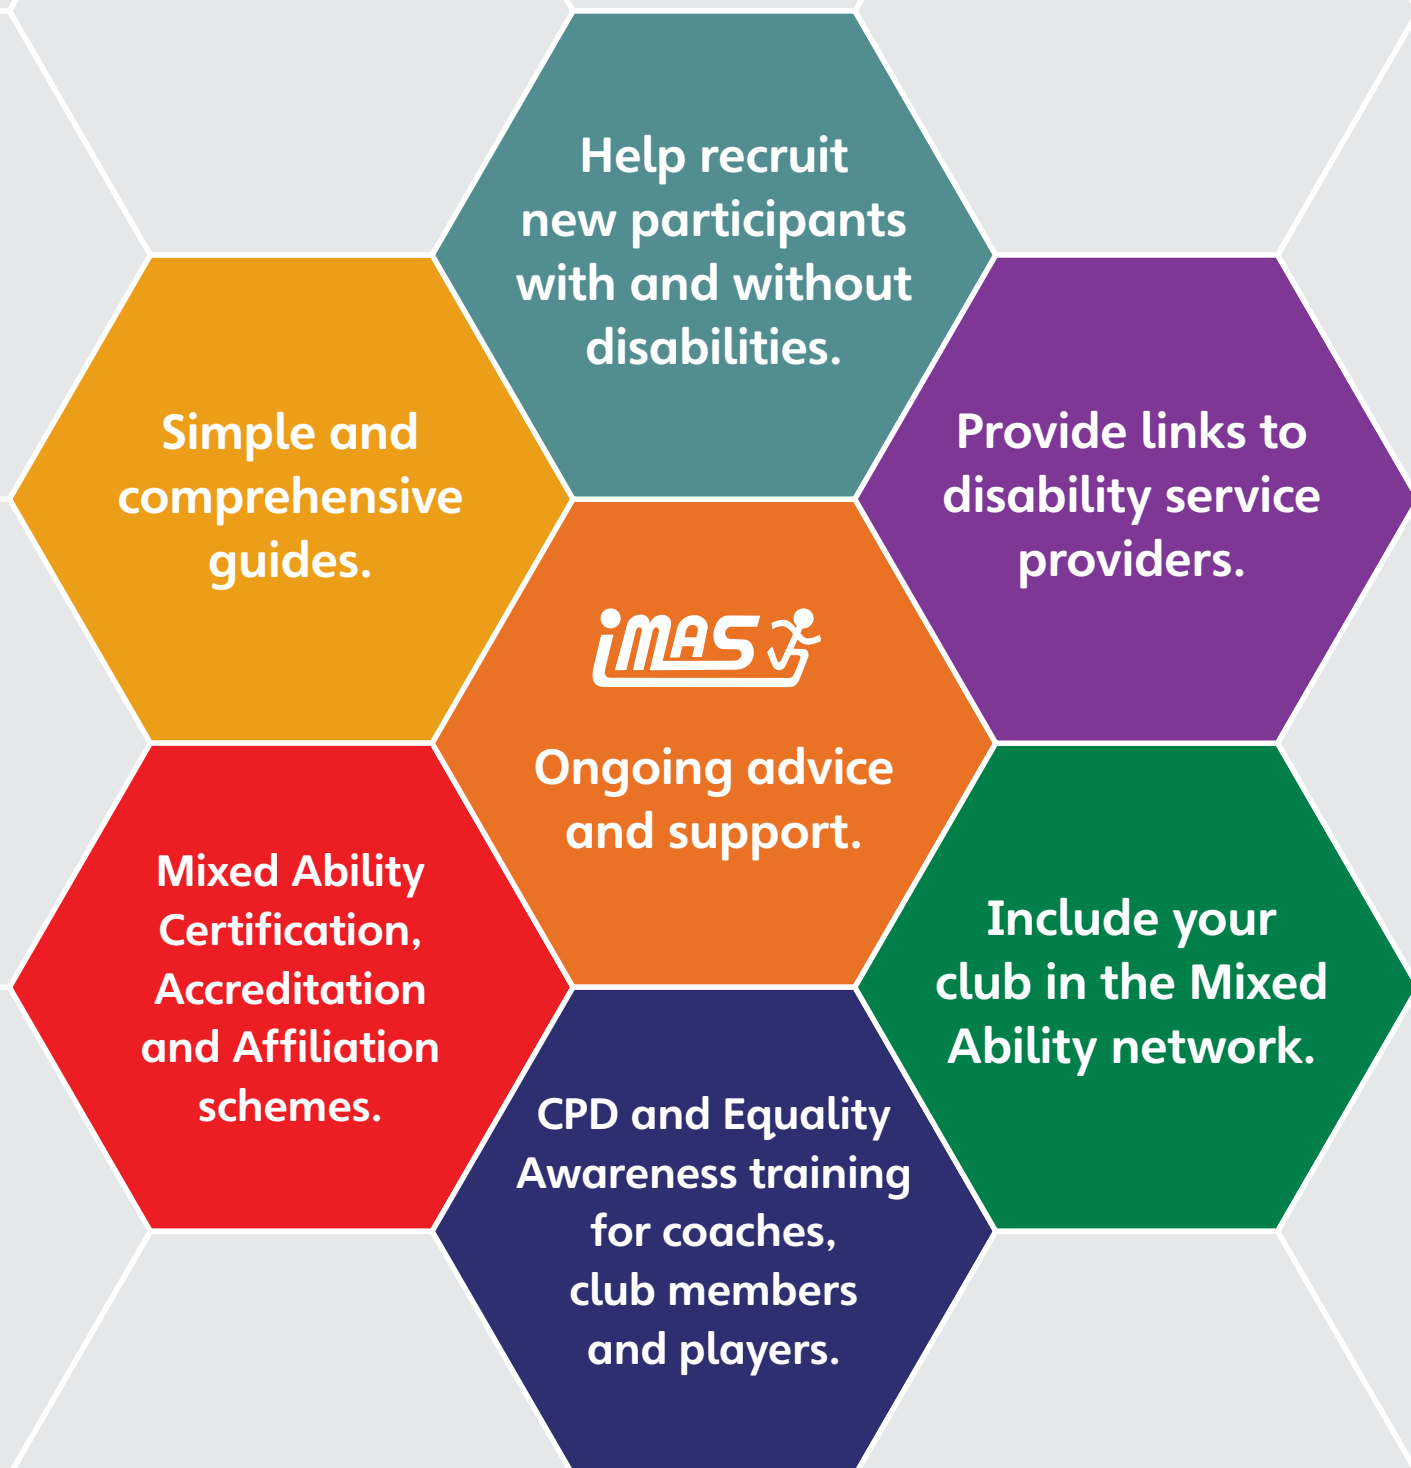 Help recruit
new participants
with and without
disabilities.
Simple and
comprehensive
guides.
Provide links to
disability service
providers.
iMAS
Ongoing advice
and support.
Mixed Ability
Certification,
Accreditation
and Affiliation
schemes.
Include your
club in the Mixed
Ability network.
CPD and Equality
Awareness training
for coaches,
club members
and players.